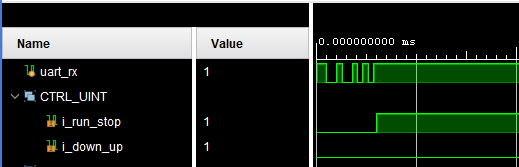 Name Value
0.000000000 ms
uart_rx 1
CTRL_UINT
i_run_stop 1
i_down_up 1